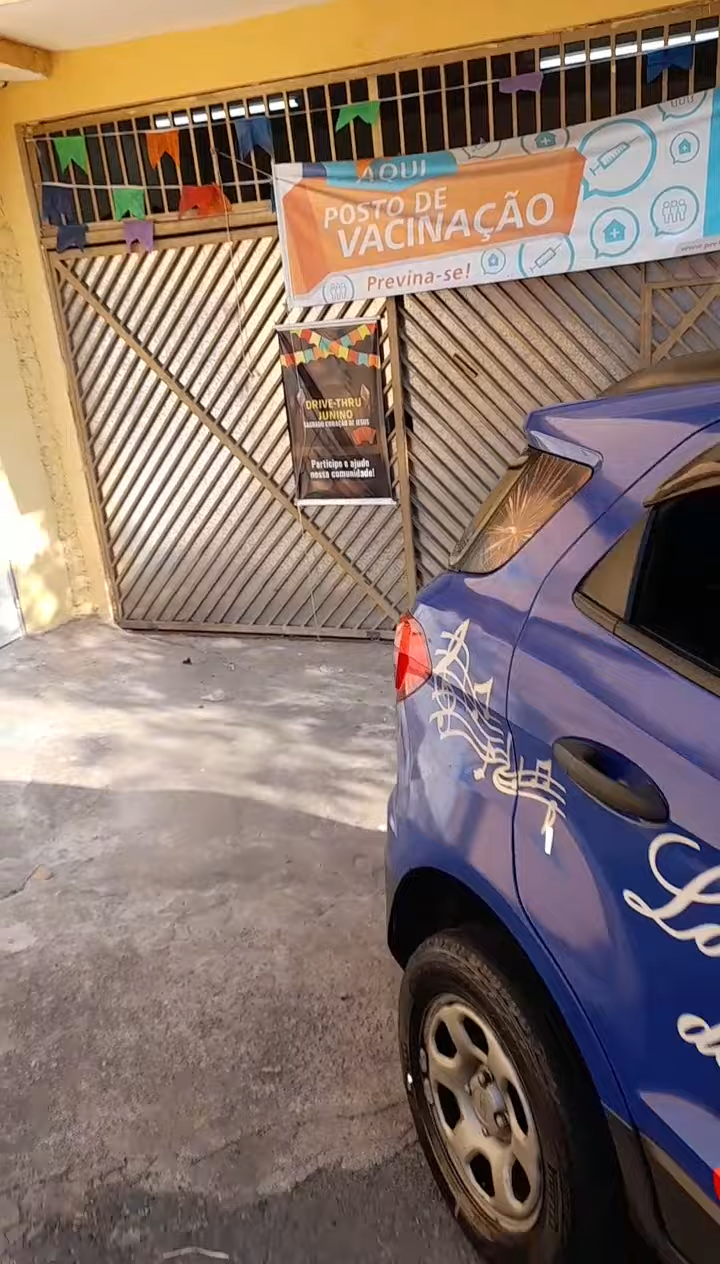 AQUI
POSTO DE
VACINAÇÃO
Previna-se!
DRIVE-THRU
JUNINO
SAGRADO CORAÇÃO DE JESUS
Participe e ajude
nossa comunidade!